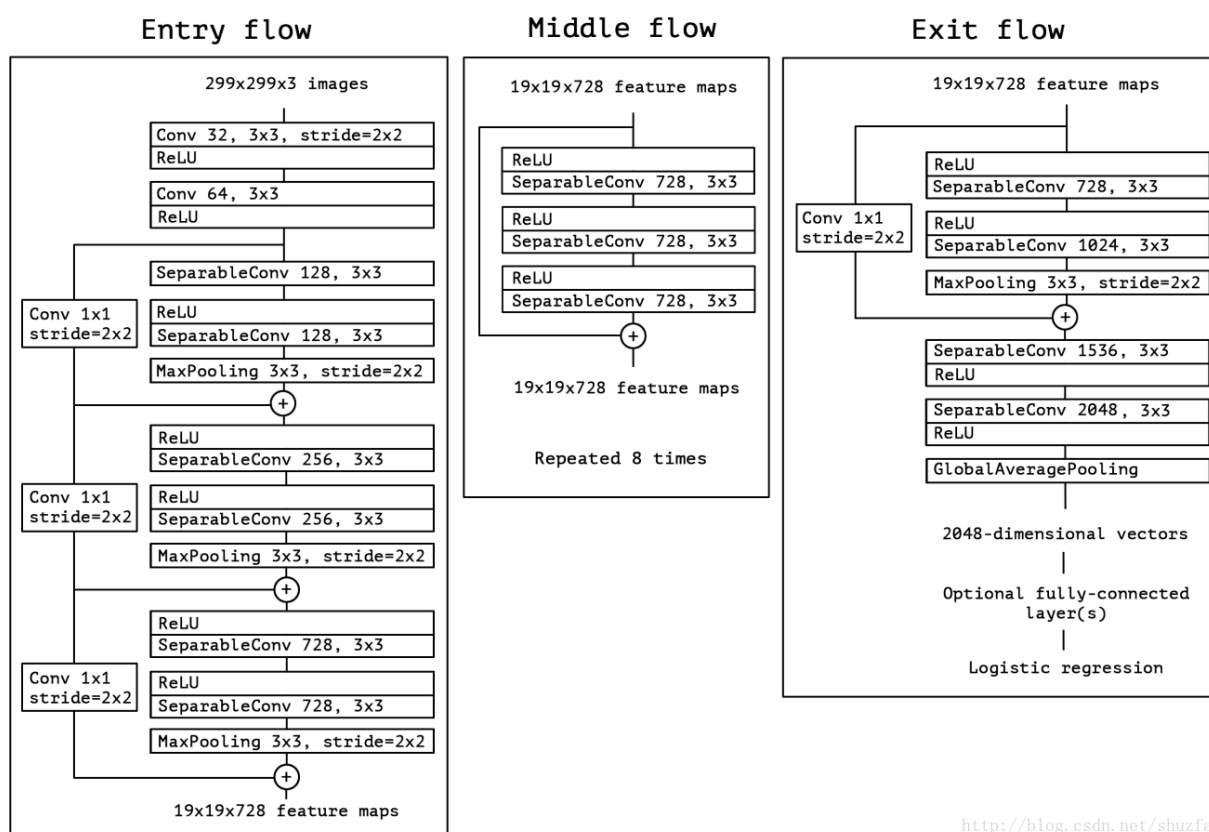 Entry flow
299x299x3 images
Conv 32, 3x3, stride=2x2
ReLU
Conv 64, 3x3
ReLU
SeparableConv 128, 3x3
Conv 1x1
stride=2x2
ReLU
SeparableConv 128, 3x3
MaxPooling 3x3, stride=2x2
+
ReLU
SeparableConv 256, 3x3
Conv 1x1
stride=2x2
ReLU
SeparableConv 256, 3x3
MaxPooling 3x3, stride=2x2
+
ReLU
SeparableConv 728, 3x3
Conv 1x1
stride=2x2
ReLU
SeparableConv 728, 3x3
MaxPooling 3x3, stride=2x2
+
19x19x728 feature maps
Middle flow
19x19x728 feature maps
ReLU
SeparableConv 728, 3x3
ReLU
SeparableConv 728, 3x3
ReLU
SeparableConv 728, 3x3
+
19x19x728 feature maps
Repeated 8 times
Exit flow
19x19x728 feature maps
ReLU
SeparableConv 728, 3x3
Conv 1x1
stride=2x2
ReLU
SeparableConv 1024, 3x3
MaxPooling 3x3, stride=2x2
+
SeparableConv 1536, 3x3
ReLU
SeparableConv 2048, 3x3
ReLU
GlobalAveragePooling
2048-dimensional vectors
Optional fully-connected
layer(s)
Logistic regression
http://blog.csdn.net/shuzfa